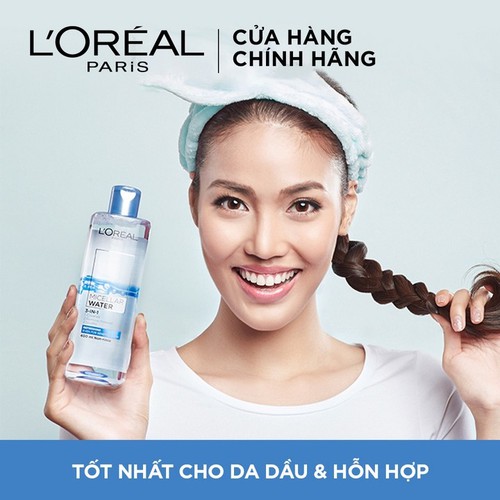 L'ORÉAL
PARiS
CỬA HÀNG
CHÍNH HÃNG
L'ORÉAL
MICELLAR
WATER
3-IN-1
TỐT NHẤT CHO DA DẦU & HỖN HỢP